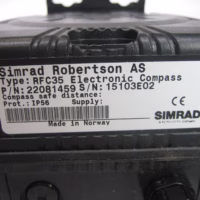 Simrad Robertson AS
Type: RFC35 Electronic Compass
P/N: 22081459 S/N: 15103E02
Compass safe distance:
Prot.: IP56 Supply:
Made in Norway
SIMRAD
CE